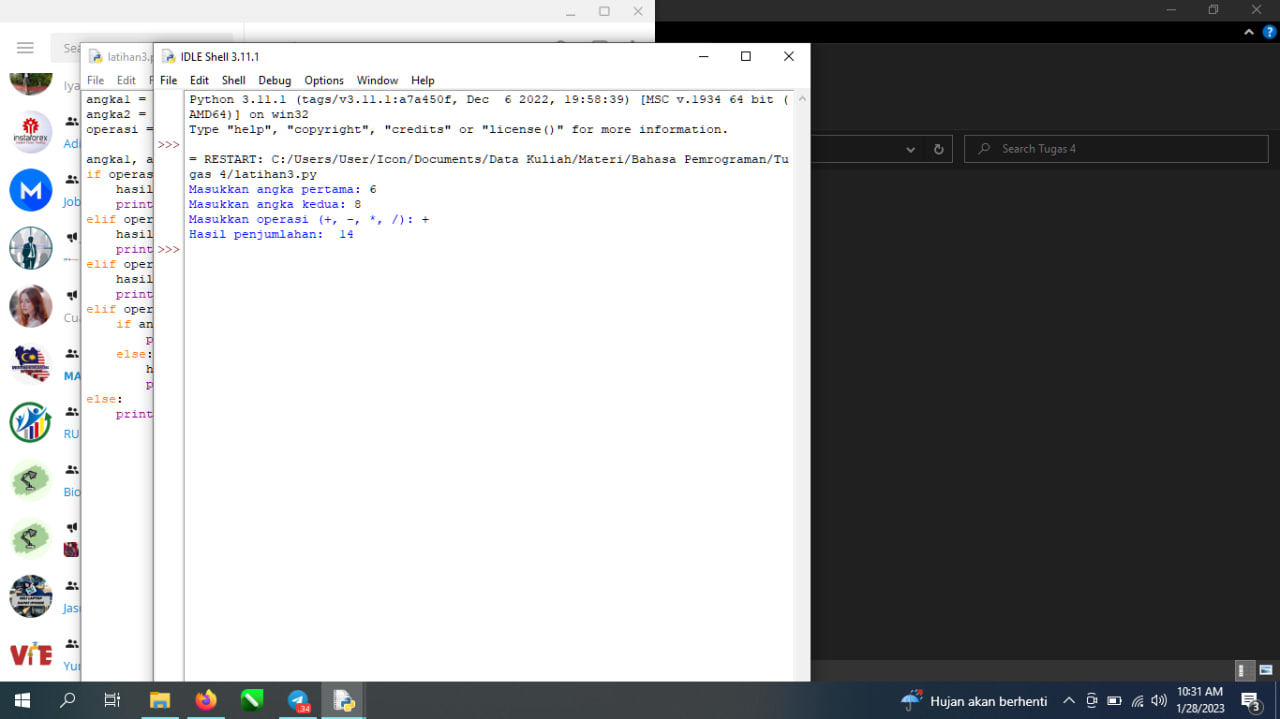 Sea
latihan3.p
IDLE Shell 3.11.1
File Edit F
File Edit Shell Debug Options Window Help
Iya
instaforex
Adi
Job
Cua
MA
RU
Bio
Jasa
VIE
Yun
angka1 =
angka2 =
operasi =
angka1, a
if operas
hasil
print
elif oper
hasil
print
elif oper
hasil
print
elif oper
if an
p
else:
h
p
else:
print
Python 3.11.1 (tags/v3.11.1:a7a450f, Dec  6 2022, 19:58:39) [MSC v.1934 64 bit (
AMD64)] on win32
Type "help", "copyright", "credits" or "license()" for more information.
>>>
= RESTART: C:/Users/User/Icon/Documents/Data Kuliah/Materi/Bahasa Pemrograman/Tu
gas 4/latihan3.py
Masukkan angka pertama: 6
Masukkan angka kedua: 8
Masukkan operasi (+, -, *, /): +
Hasil penjumlahan:  14
>>>
Search Tugas 4
.34
Hujan akan berhenti
10:31 AM
1/28/2023
3